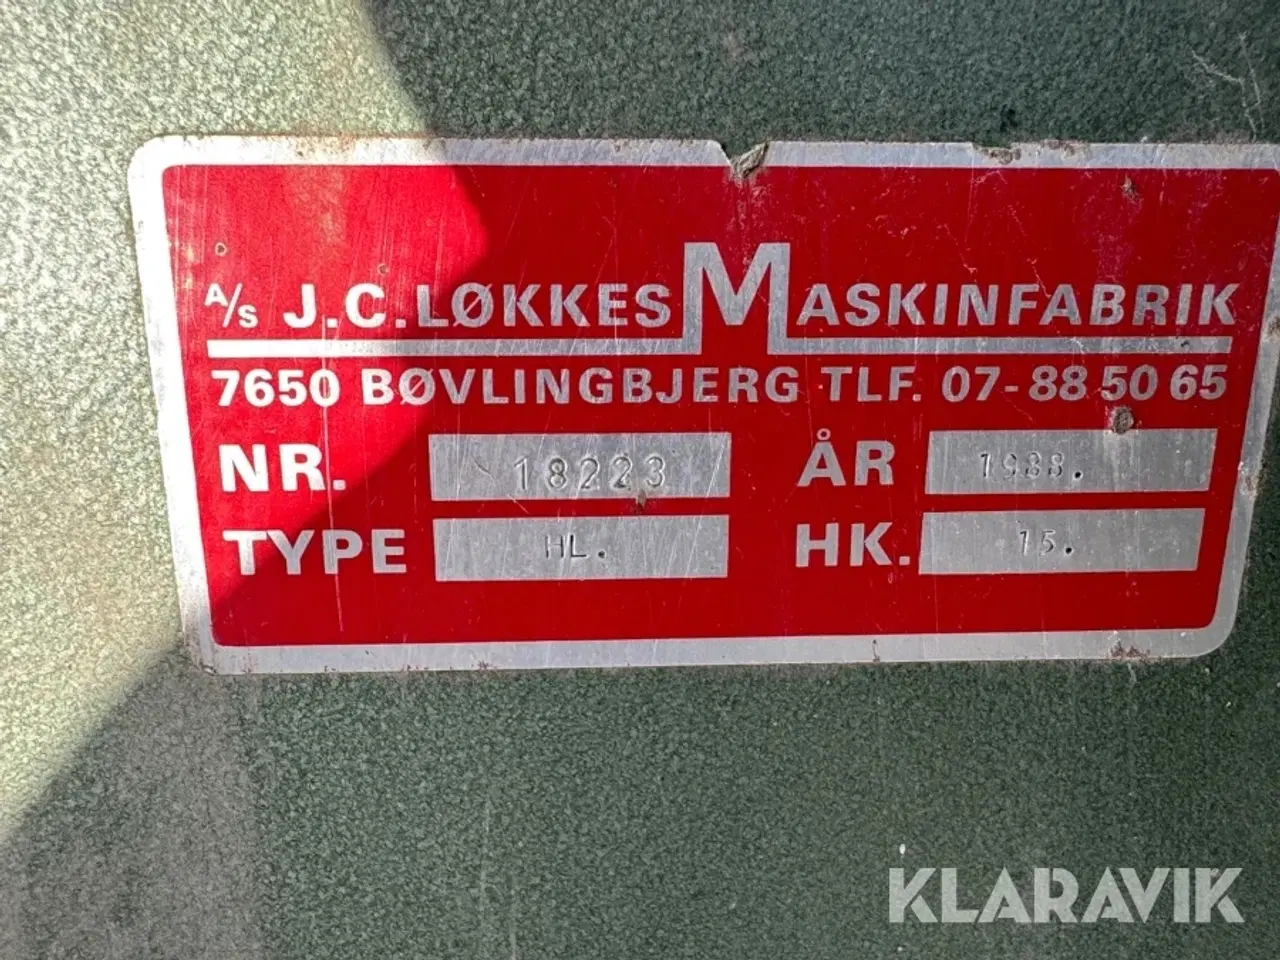 A/S J.C. LØKKES MASKINFABRIK
7650 BØVLINGBJERG TLF. 07-88 50 65
NR. 18223 ÅR 1988.
TYPE HL. HK. 15.
KLARAVIK